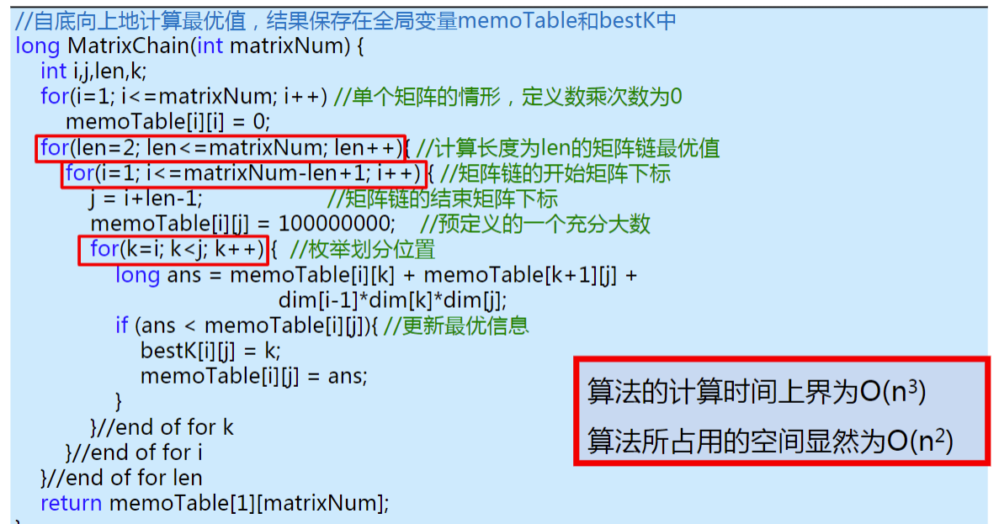 //自底向上地计算最优值，结果保存在全局变量memoTable和bestK中
long MatrixChain(int matrixNum) {
int i,j,len,k;
for(i=1; i<=matrixNum; i++) //单个矩阵的情形，定义数乘次数为0
memoTable[i][i] = 0;
for(len=2; len<=matrixNum; len++){ //计算长度为len的矩阵链最优值
for(i=1; i<=matrixNum-len+1; i++) { //矩阵链的开始矩阵下标
j = i+len-1; //矩阵链的结束矩阵下标
memoTable[i][j] = 100000000; //预定义的一个充分大数
for(k=i; k<j; k++) { //枚举划分位置
long ans = memoTable[i][k] + memoTable[k+1][j] +
dim[i-1]*dim[k]*dim[j];
if (ans < memoTable[i][j]){ //更新最优信息
bestK[i][j] = k;
memoTable[i][j] = ans;
}
}//end of for k
}//end of for i
}//end of for len
return memoTable[1][matrixNum];
算法的计算时间上界为O(n³)
算法所占用的空间显然为O(n²)